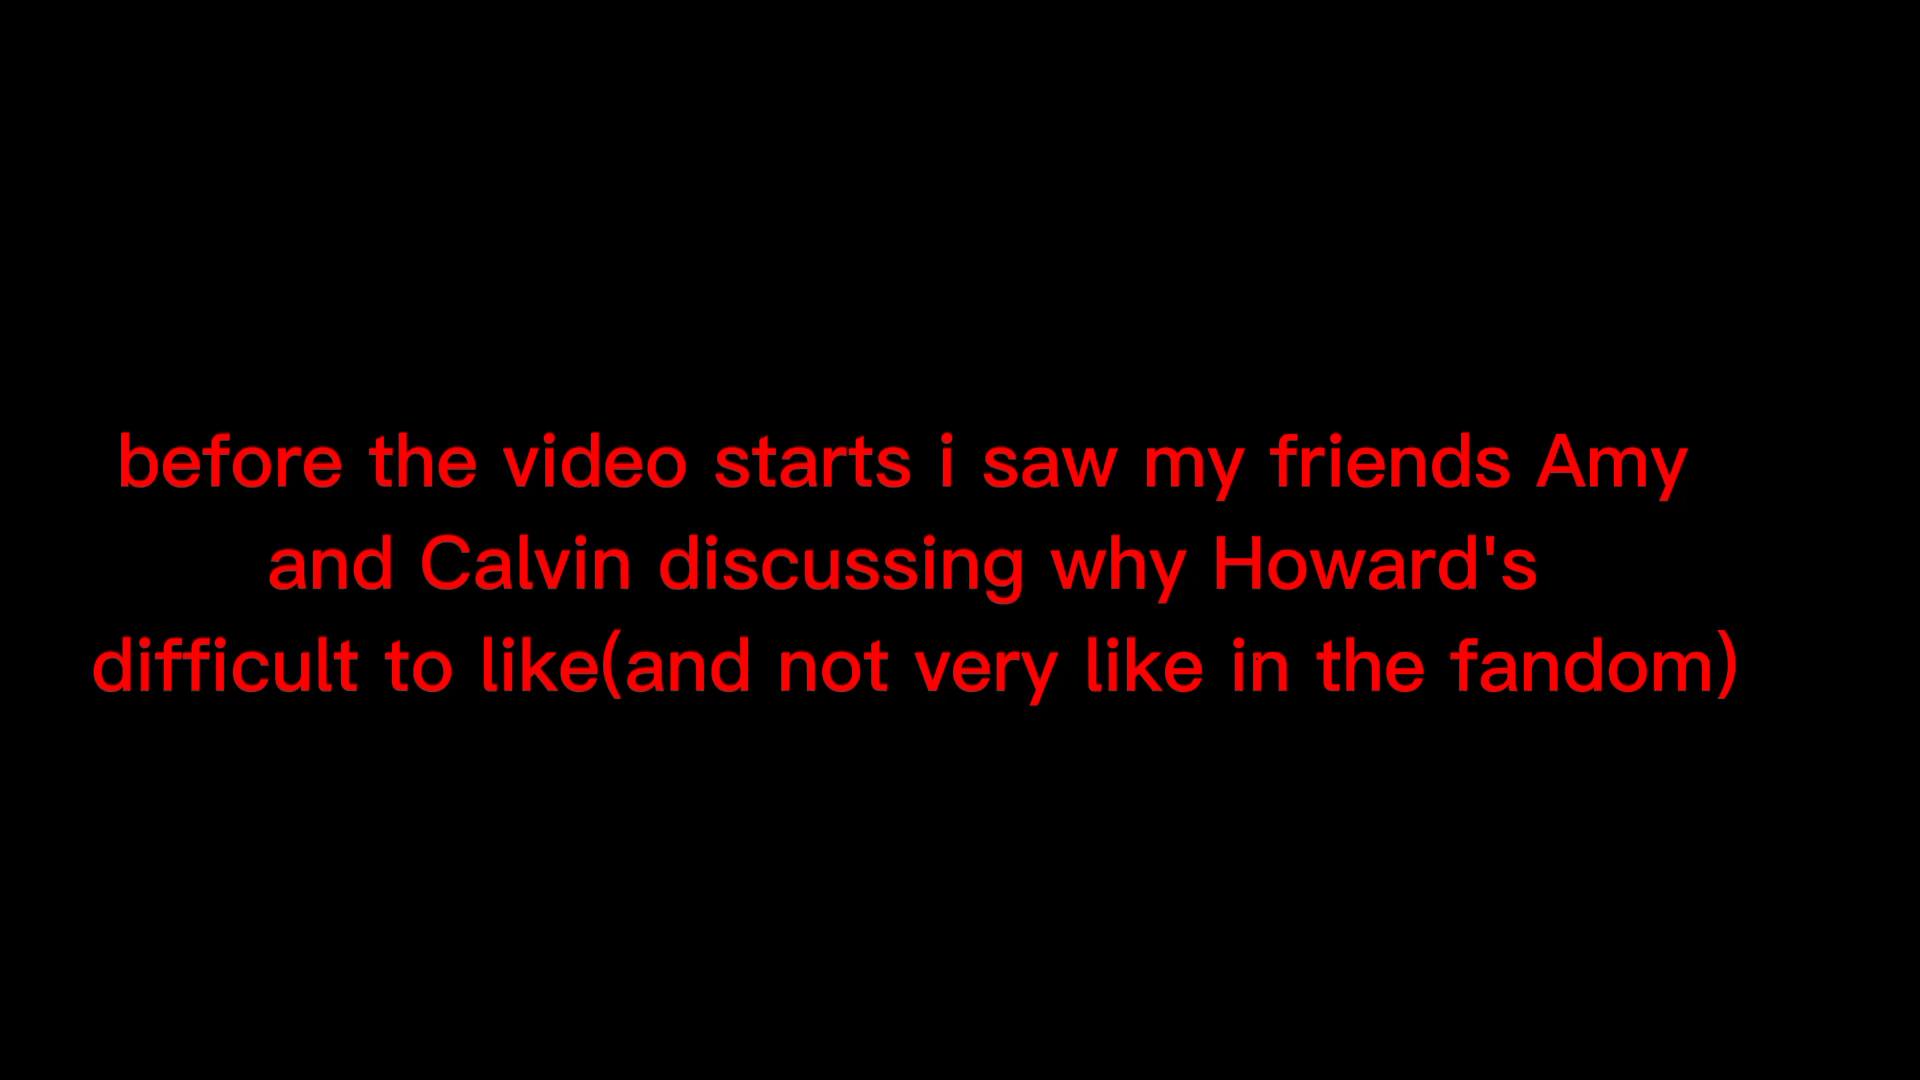 before the video starts i saw my friends Amy
and Calvin discussing why Howard's
difficult to like(and not very like in the fandom)